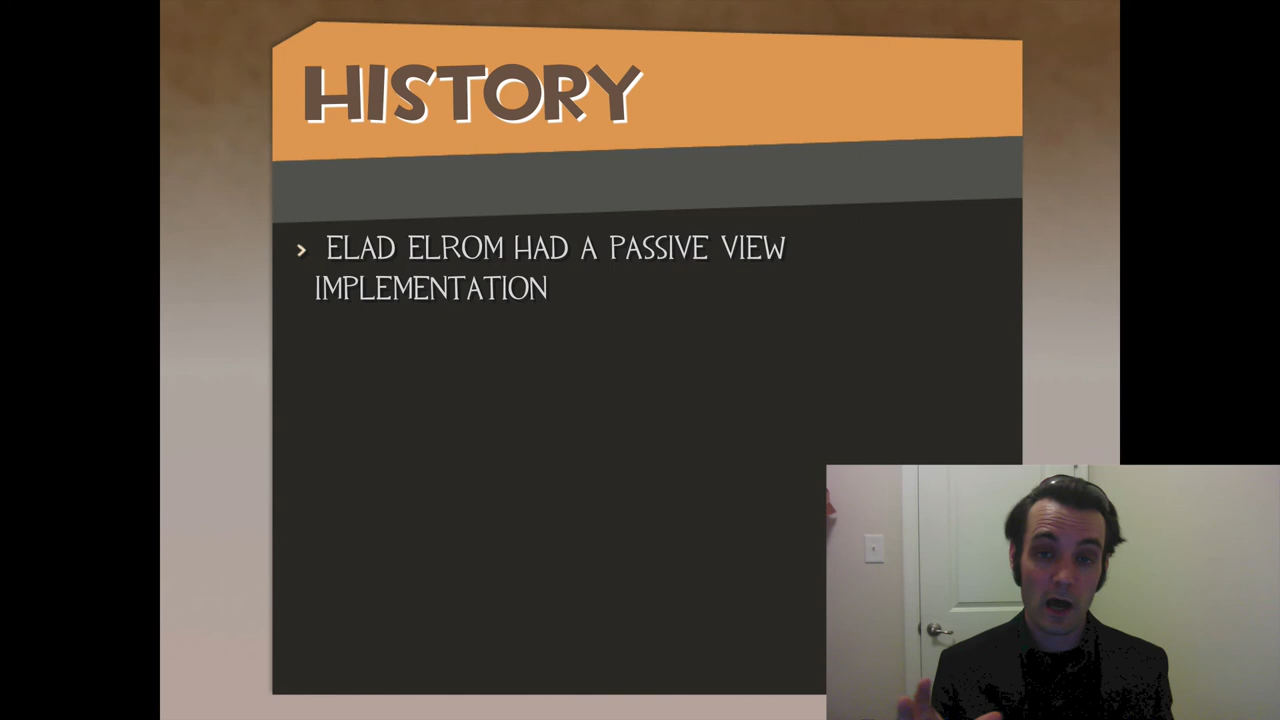 HISTORY
› ELAD ELROM HAD A PASSIVE VIEW
IMPLEMENTATION